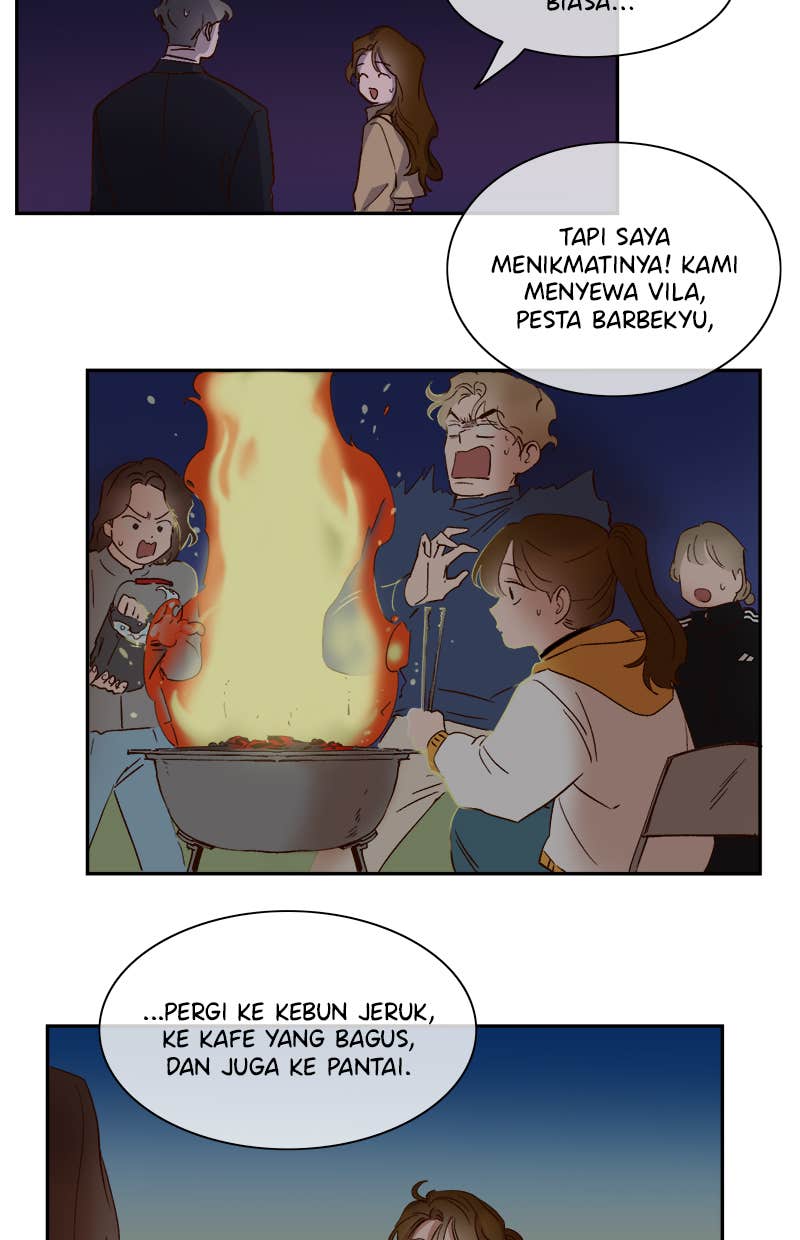 BIASA...
TAPI SAYA
MENIKMATINYA! KAMI
MENYEWA VILA,
PESTA BARBEKYU,
...PERGI KE KEBUN JERUK,
KE KAFE YANG BAGUS,
DAN JUGA KE PANTAI.